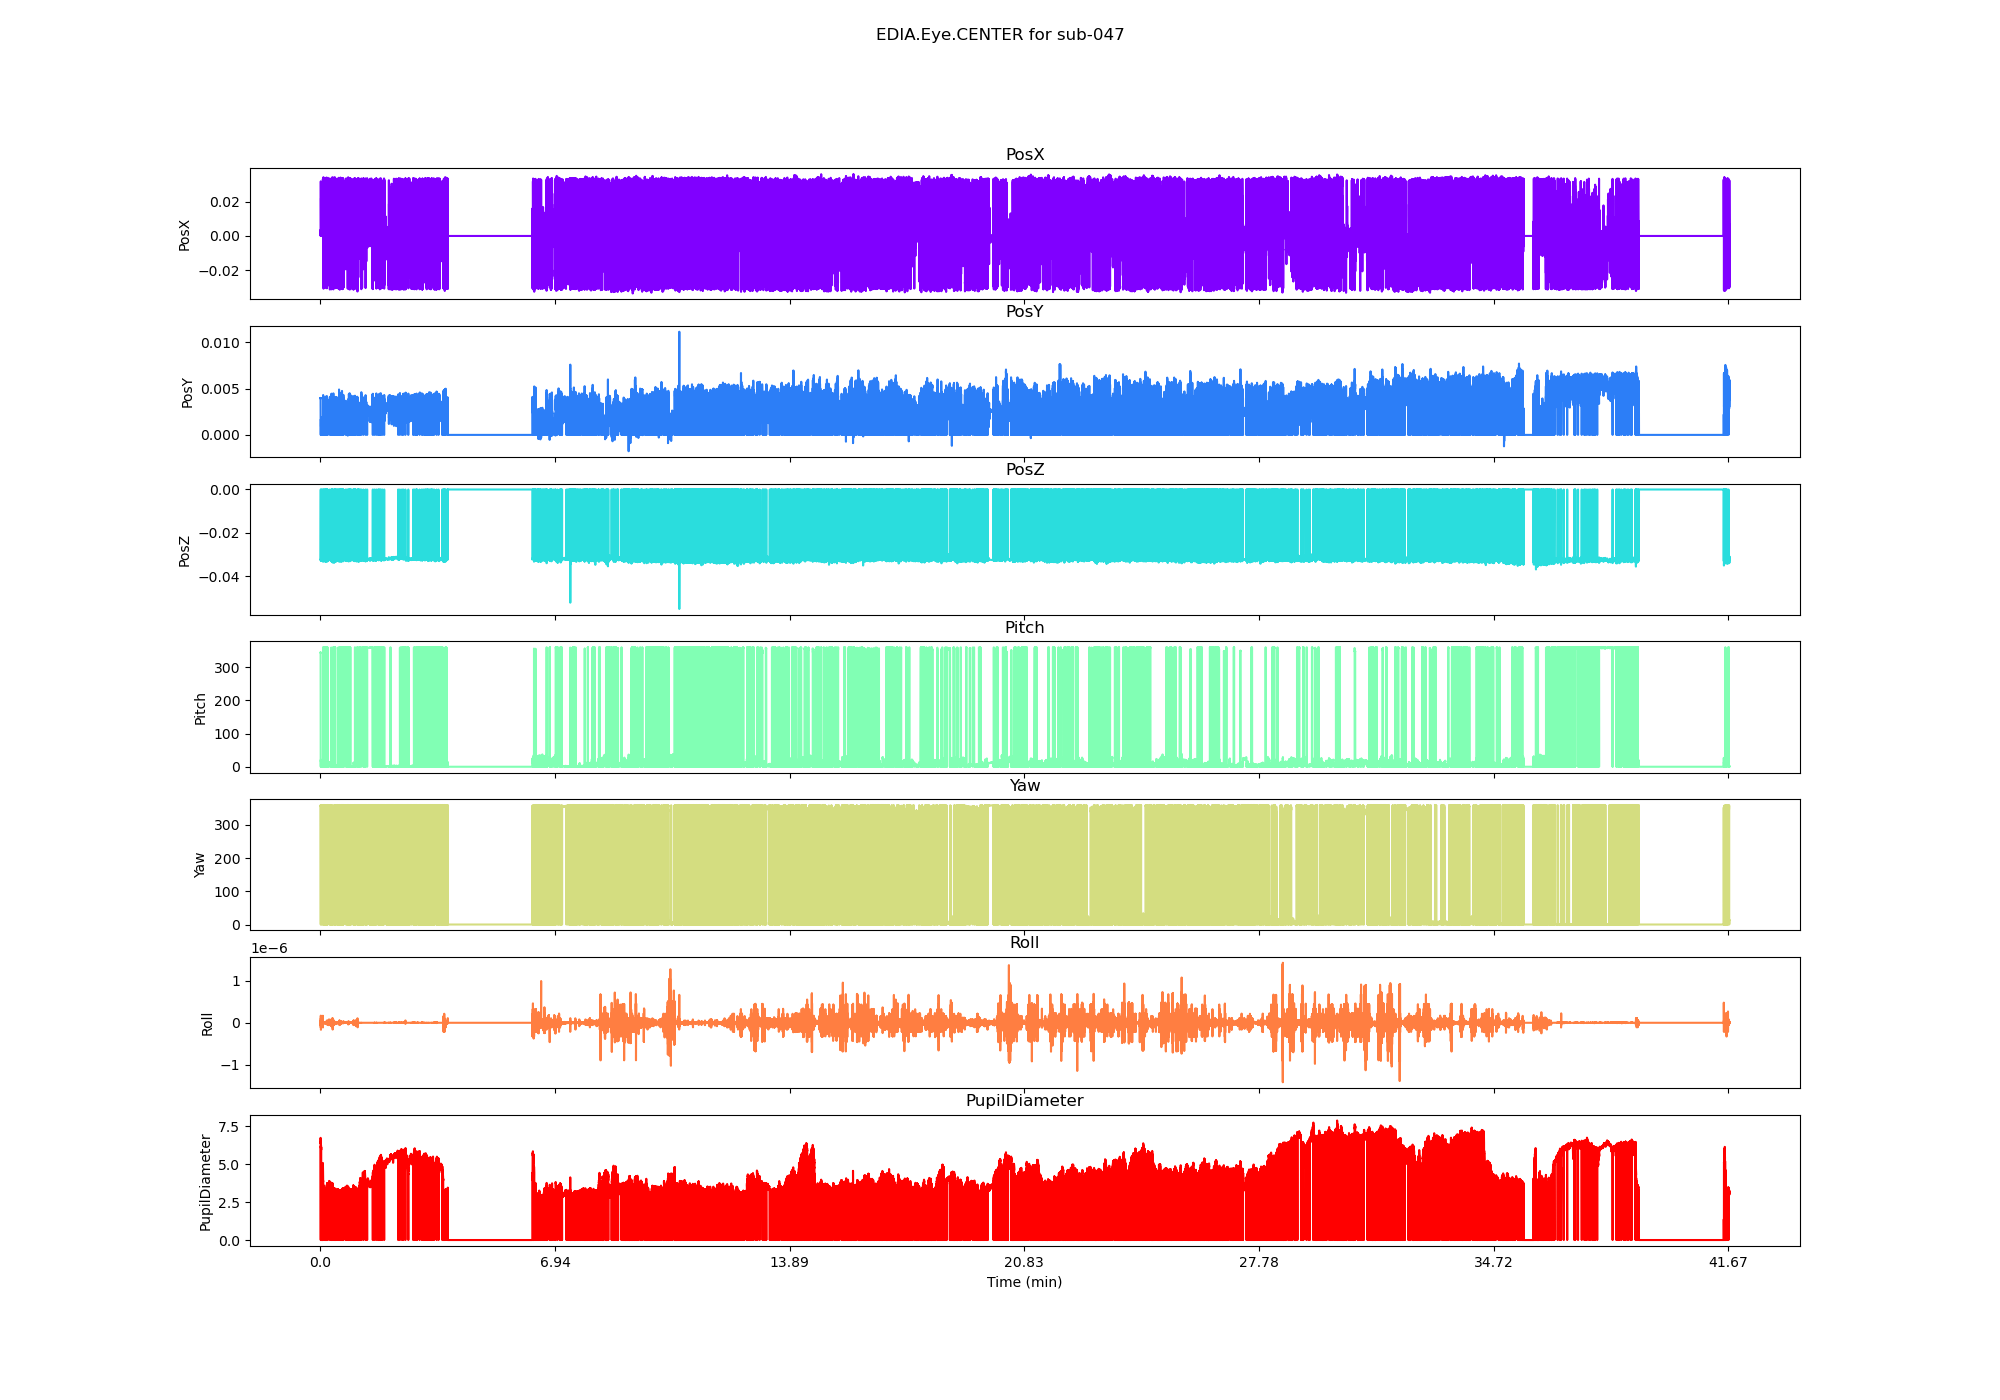 EDIA.Eye.CENTER for sub-047
PosX
PosX
0.02
0.00
−0.02
PosY
PosY
0.010
0.005
0.000
PosZ
PosZ
0.00
−0.02
−0.04
Pitch
Pitch
300
200
100
0
Yaw
Yaw
300
200
100
0
1e−6
Roll
Roll
1
0
−1
PupilDiameter
PupilDiameter
7.5
5.0
2.5
0.0
0.0 6.94 13.89 20.83 27.78 34.72 41.67
Time (min)